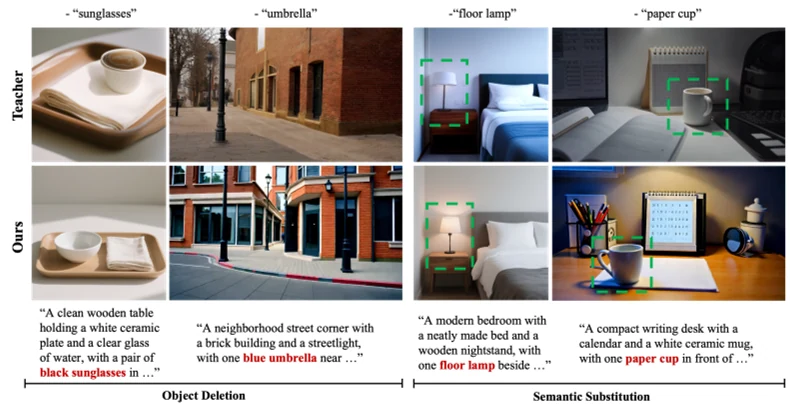 - “sunglasses”
- “umbrella”
-“floor lamp”
- “paper cup”
Teacher
Ours
“A clean wooden table
holding a white ceramic
plate and a clear glass
of water, with a pair of
black sunglasses in …”
“A neighborhood street corner with
a brick building and a streetlight,
with one blue umbrella near …”
“A modern bedroom with
a neatly made bed and a
wooden nightstand, with
one floor lamp beside …”
“A compact writing desk with a
calendar and a white ceramic mug,
with one paper cup in front of …”
Object Deletion
Semantic Substitution